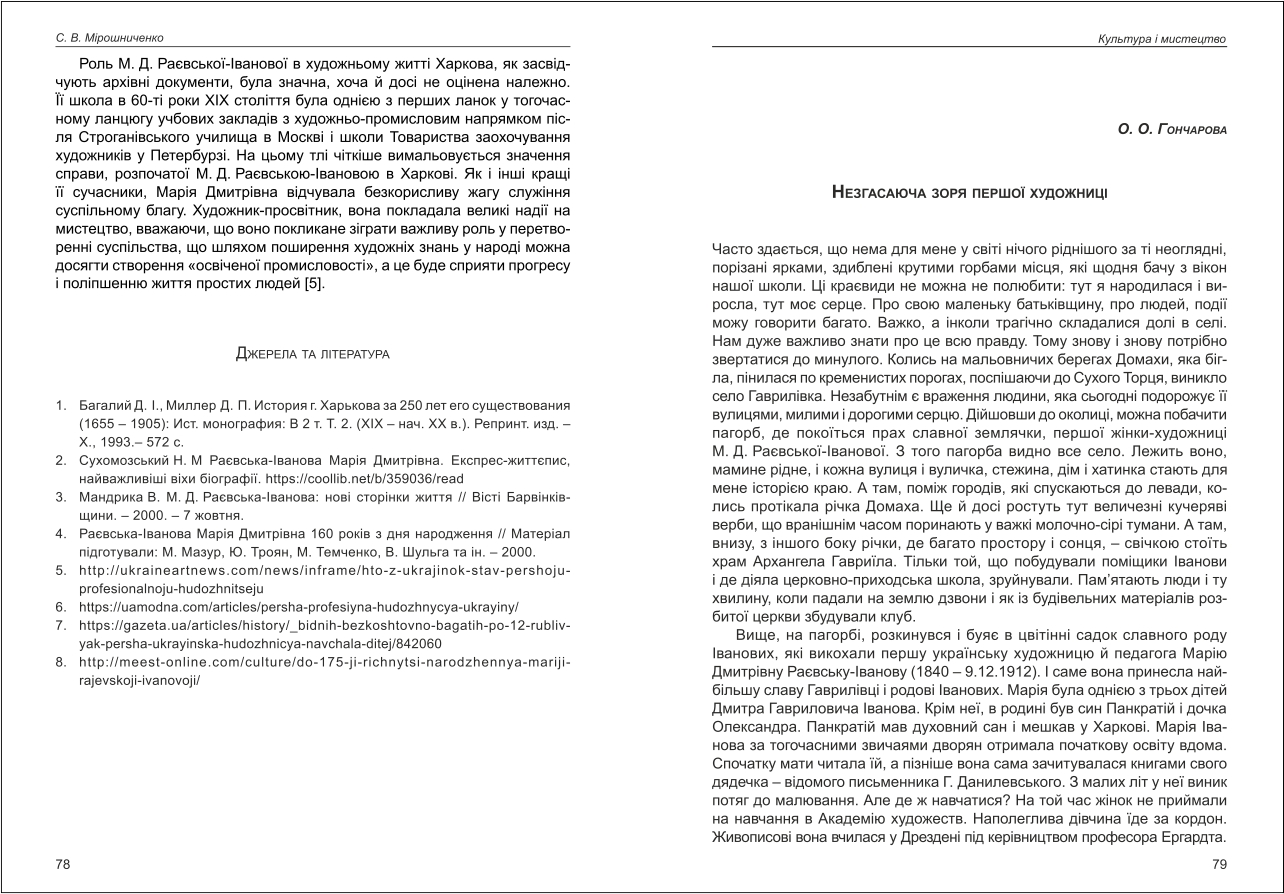 С. В. Мірошниченко
Роль М. Д. Раєвської-Іванової в художньому житті Харкова, як засвід-
чують архівні документи, була значна, хоча й досі не оцінена належно.
Її школа в 60-ті роки XIX століття була однією з перших ланок у тогочас-
ному ланцюгу учбових закладів з художньо-промисловим напрямком піс-
ля Строганівського училища в Москві і школи Товариства заохочування
художників у Петербурзі. На цьому тлі чіткіше вимальовується значення
справи, розпочатої М. Д. Раєвською-Івановою в Харкові. Як і інші кращі
її сучасники, Марія Дмитрівна відчувала безкорисливу жагу служіння
суспільному благу. Художник-просвітник, вона покладала великі надії на
мистецтво, вважаючи, що воно покликане зіграти важливу роль у перетво-
ренні суспільства, що шляхом поширення художніх знань у народі можна
досягти створення «освіченої промисловості», а це буде сприяти прогресу
і поліпшенню життя простих людей [5].
Джерела та література
1. Багалий Д. І., Миллер Д. П. История г. Харькова за 250 лет его существования
(1655 – 1905): Ист. монография: В 2 т. Т. 2. (XIX – нач. XX в.). Репринт. изд. –
Х., 1993.– 572 с.
2. Сухомозський Н. М Раєвська-Іванова Марія Дмитрівна. Експрес-життєпис,
найважливіші віхи біографії. https://coollib.net/b/359036/read
3. Мандрика В. М. Д. Раєвська-Іванова: нові сторінки життя // Вісті Барвінків-
щини. – 2000. – 7 жовтня.
4. Раєвська-Іванова Марія Дмитрівна 160 років з дня народження // Матеріал
підготували: М. Мазур, Ю. Троян, М. Темченко, В. Шульга та ін. – 2000.
5. http://ukraineartnews.com/news/inframe/hto-z-ukrajinok-stav-pershoju-
profesionalnoju-hudozhnitseju
6. https://uamodna.com/articles/persha-profesiyna-hudozhnycya-ukrayiny/
7. https://gazeta.ua/articles/history/_bidnih-bezkoshtovno-bagatih-po-12-rubliv-
yak-persha-ukrayinska-hudozhnicya-navchala-ditej/842060
8. http://meest-online.com/culture/do-175-ji-richnytsi-narodzhennya-mariji-
rajevskoji-ivanovoji/
78
Культура і мистецтво
О. О. Гончарова
Незгасаюча зоря першої художниці
Часто здається, що нема для мене у світі нічого ріднішого за ті неоглядні,
порізані ярками, здиблені крутими горбами місця, які щодня бачу з вікон
нашої школи. Ці краєвиди не можна не полюбити: тут я народилася і ви-
росла, тут моє серце. Про свою маленьку батьківщину, про людей, події
можу говорити багато. Важко, а інколи трагічно складалися долі в селі.
Нам дуже важливо знати про це всю правду. Тому знову і знову потрібно
звертатися до минулого. Колись на мальовничих берегах Домахи, яка біг-
ла, пінилася по кременистих порогах, поспішаючи до Сухого Торця, виникло
село Гаврилівка. Незабутнім є враження людини, яка сьогодні подорожує її
вулицями, милими і дорогими серцю. Дійшовши до околиці, можна побачити
пагорб, де покоїться прах славної землячки, першої жінки-художниці
М. Д. Раєвської-Іванової. З того пагорба видно все село. Лежить воно,
мамине рідне, і кожна вулиця і вуличка, стежина, дім і хатинка стають для
мене історією краю. А там, поміж городів, які спускаються до левади, ко-
лись протікала річка Домаха. Ще й досі ростуть тут величезні кучеряві
верби, що вранішнім часом поринають у важкі молочно-сірі тумани. А там,
внизу, з іншого боку річки, де багато простору і сонця, – свічкою стоїть
храм Архангела Гавриїла. Тільки той, що побудували поміщики Іванови
і де діяла церковно-приходська школа, зруйнували. Пам’ятають люди і ту
хвилину, коли падали на землю дзвони і як із будівельних матеріалів роз-
битої церкви збудували клуб.
Вище, на пагорбі, розкинувся і буяє в цвітінні садок славного роду
Іванових, які викохали першу українську художницю й педагога Марію
Дмитрівну Раєвську-Іванову (1840 – 9.12.1912). І саме вона принесла най-
більшу славу Гаврилівці і родові Іванових. Марія була однією з трьох дітей
Дмитра Гавриловича Іванова. Крім неї, в родині був син Панкратій і дочка
Олександра. Панкратій мав духовний сан і мешкав у Харкові. Марія Іва-
нова за тогочасними звичаями дворян отримала початкову освіту вдома.
Спочатку мати читала їй, а пізніше вона сама зачитувалася книгами свого
дядечка – відомого письменника Г. Данилевського. З малих літ у неї виник
потяг до малювання. Але де ж навчатися? На той час жінок не приймали
на навчання в Академію художеств. Наполеглива дівчина їде за кордон.
Живописові вона вчилася у Дрездені під керівництвом професора Ергардта.
79